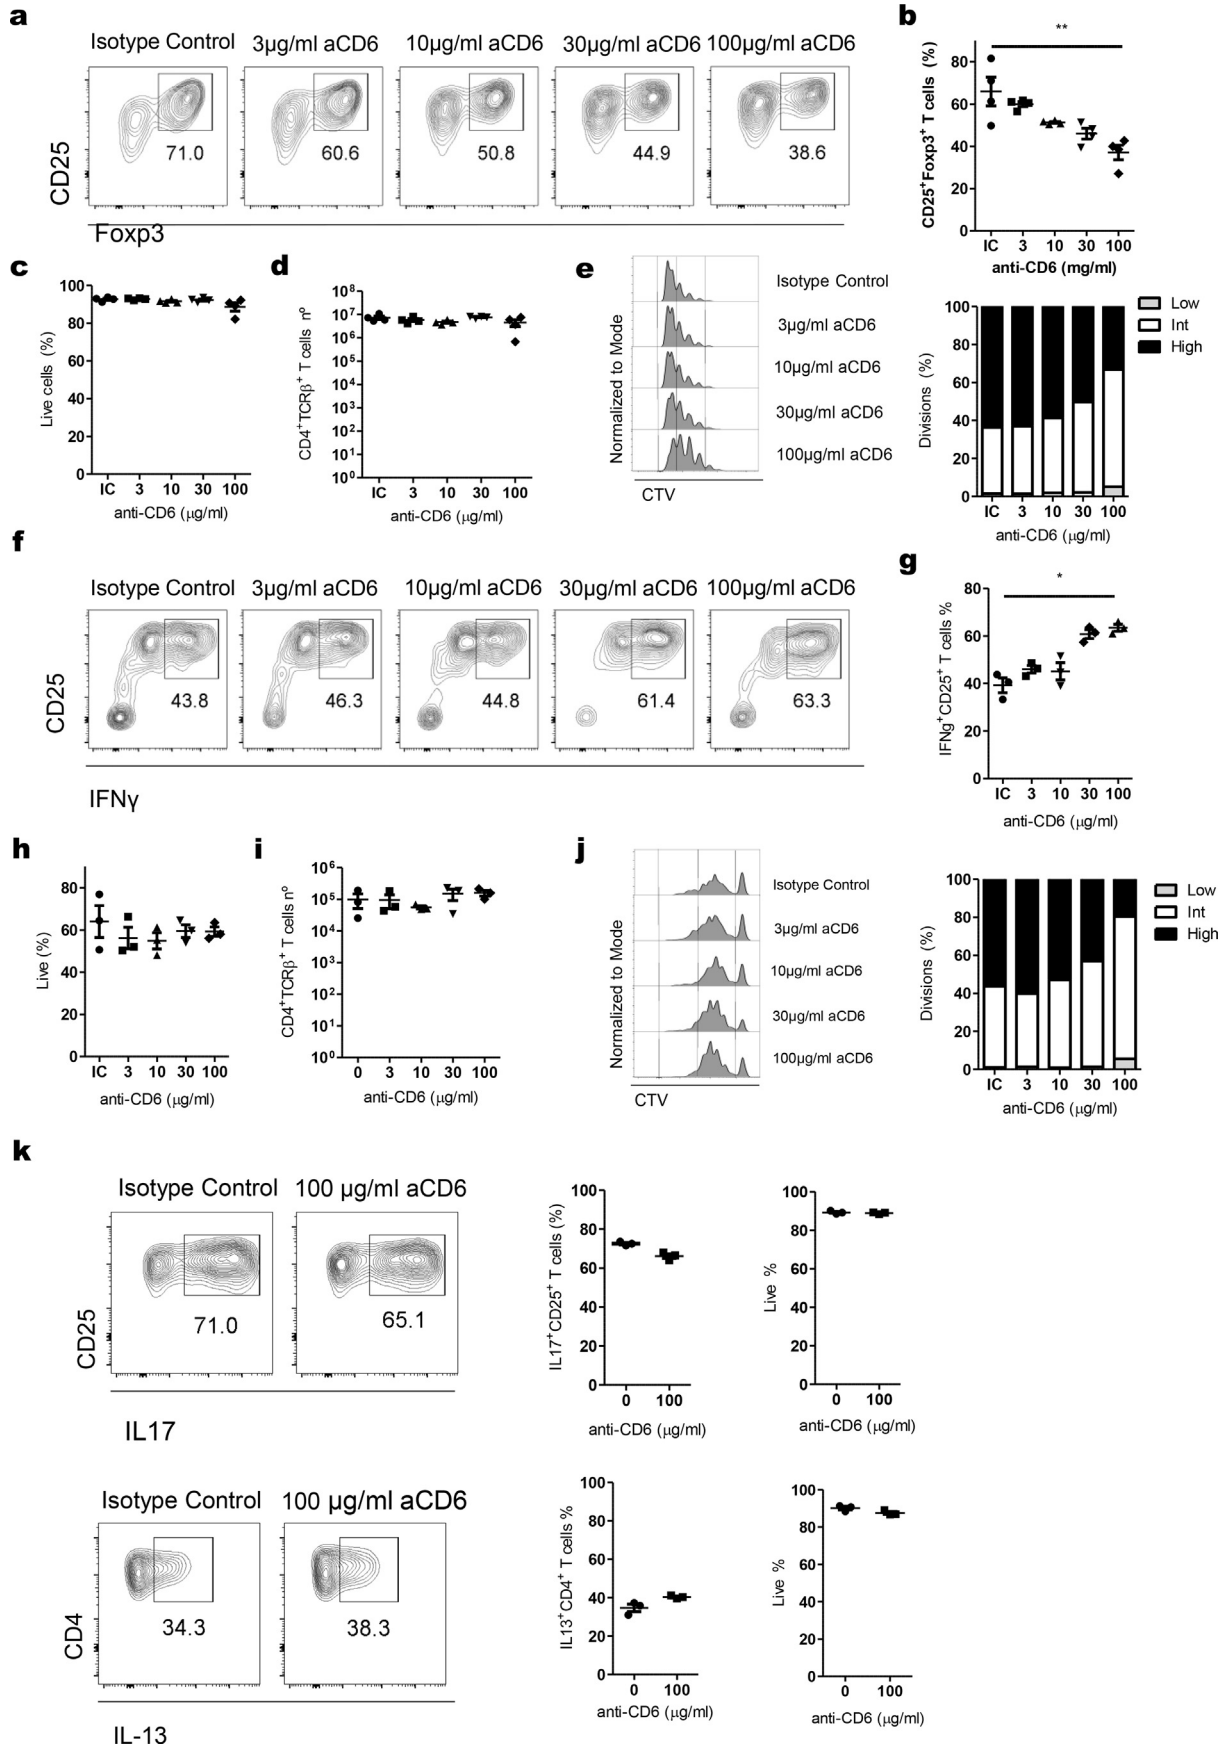 a
Isotype Control
3µg/ml aCD6
10µg/ml aCD6
30µg/ml aCD6
100µg/ml aCD6
CD25
71.0
60.6
50.8
44.9
38.6
Foxp3
b
**
CD25⁺Foxp3⁺ T cells (%)
80
60
40
20
0
IC 3 10 30 100
anti-CD6 (mg/ml)
c
Live cells (%)
100
80
60
40
20
0
IC 3 10 30 100
anti-CD6 (µg/ml)
d
CD4⁺TCRβ⁺ T cells nº
10⁸
10⁷
10⁶
10⁵
10⁴
10³
10²
10¹
10⁰
IC 3 10 30 100
anti-CD6 (µg/ml)
e
Normalized to Mode
Isotype Control
3µg/ml aCD6
10µg/ml aCD6
30µg/ml aCD6
100µg/ml aCD6
CTV
Divisions (%)
100
80
60
40
20
0
IC 3 10 30 100
anti-CD6 (µg/ml)
Low
Int
High
f
Isotype Control
3µg/ml aCD6
10µg/ml aCD6
30µg/ml aCD6
100µg/ml aCD6
CD25
43.8
46.3
44.8
61.4
63.3
IFNγ
g
*
IFNg⁺CD25⁺ T cells %
80
60
40
20
0
IC 3 10 30 100
anti-CD6 (µg/ml)
h
Live (%)
80
60
40
20
0
IC 3 10 30 100
anti-CD6 (µg/ml)
i
CD4⁺TCRβ⁺ T cells nº
10⁶
10⁵
10⁴
10³
10²
10¹
10⁰
0 3 10 30 100
anti-CD6 (µg/ml)
j
Normalized to Mode
Isotype Control
3µg/ml aCD6
10µg/ml aCD6
30µg/ml aCD6
100µg/ml aCD6
CTV
Divisions (%)
100
80
60
40
20
0
IC 3 10 30 100
anti-CD6 (µg/ml)
Low
Int
High
k
Isotype Control
100 µg/ml aCD6
CD25
71.0
65.1
IL17
IL17⁺CD25⁺ T cells (%)
100
80
60
40
20
0
0 100
anti-CD6 (µg/ml)
Live %
100
80
60
40
20
0
0 100
anti-CD6 (µg/ml)
Isotype Control
100 µg/ml aCD6
CD4
34.3
38.3
IL-13
IL13⁺CD4⁺ T cells %
100
80
60
40
20
0
0 100
anti-CD6 (µg/ml)
Live %
100
80
60
40
20
0
0 100
anti-CD6 (µg/ml)